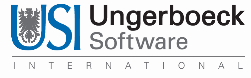 USI Ungerboeck
Software
INTERNATIONAL